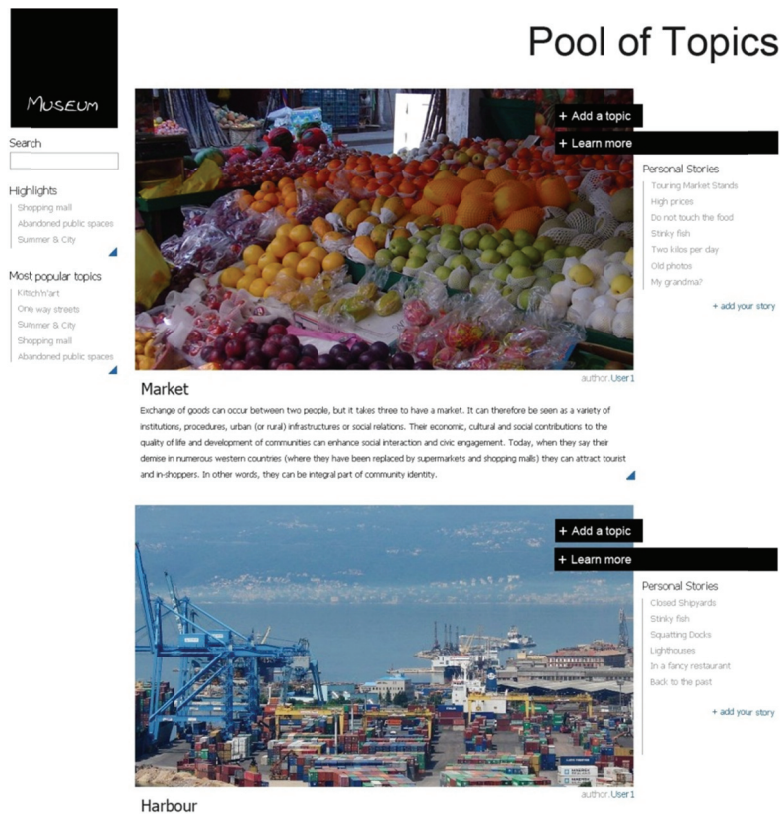 Pool of Topics
MUSEUM
Search
Highlights
Shopping mall
Abandoned public spaces
Summer & City
Most popular topics
Kitich'n'art
One way streets
Summer & City
Shopping mall
Abandoned public spaces
+ Add a topic
+ Learn more
Personal Stories
Touring Market Stands
High prices
Do not touch the food
Stinky fish
Two kilos per day
Old photos
My grandma?
+ add your story
author.User1
Market
Exchange of goods can occur between two people, but it takes three to have a market. It can therefore be seen as a variety of
institutions, procedures, urban (or rural) infrastructures or social relations. Their economic, cultural and social contributions to the
quality of life and development of communities can enhance social interaction and civic engagement. Today, when they say their
demise in numerous western countries (where they have been replaced by supermarkets and shopping malls) they can attract tourist
and in-shoppers. In other words, they can be integral part of community identity.
+ Add a topic
+ Learn more
Personal Stories
Closed Shipyards
Stinky fish
Squatting Docks
Lighthouses
In a fancy restaurant
Back to the past
+ add your story
author.User1
Harbour